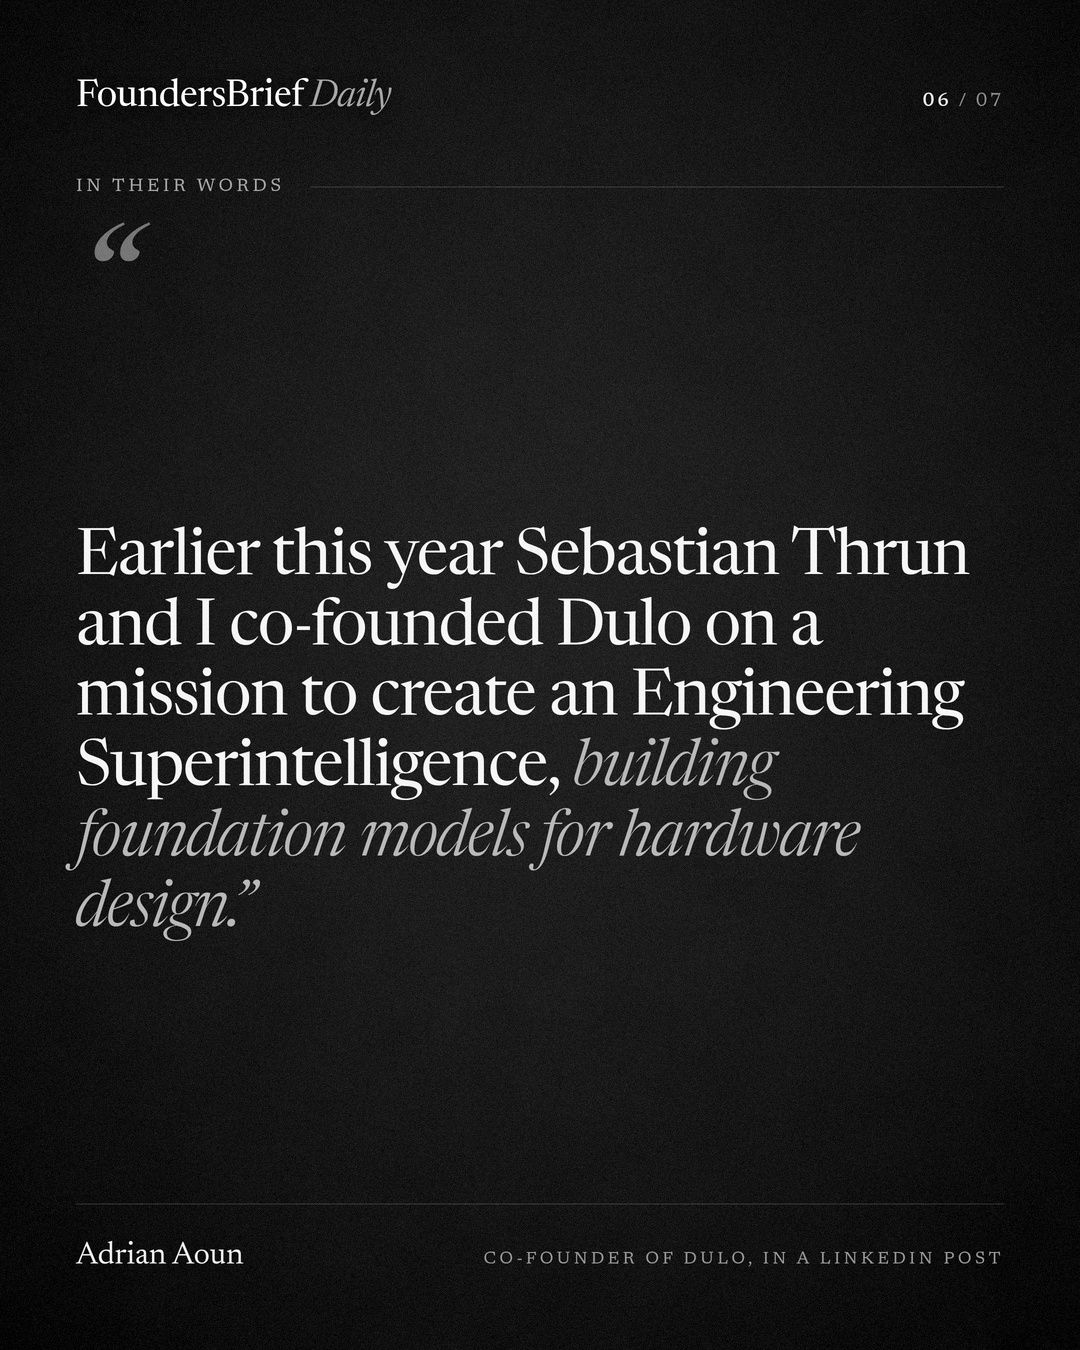 FoundersBrief Daily
06 / 07
IN THEIR WORDS
“
Earlier this year Sebastian Thrun
and I co-founded Dulo on a
mission to create an Engineering
Superintelligence, building
foundation models for hardware
design.”
Adrian Aoun
CO-FOUNDER OF DULO, IN A LINKEDIN POST